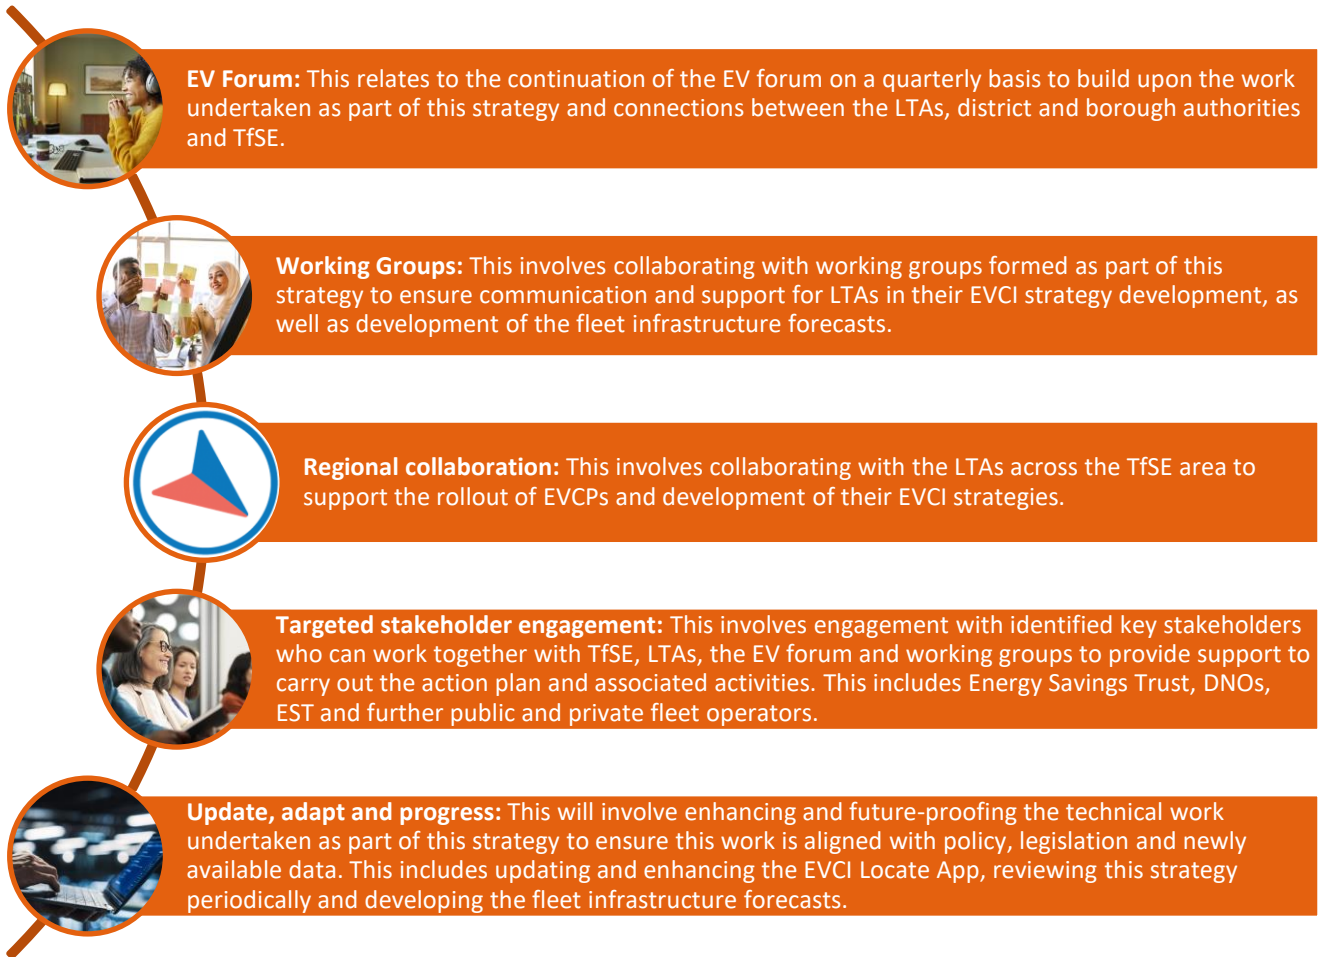 EV Forum: This relates to the continuation of the EV forum on a quarterly basis to build upon the work
undertaken as part of this strategy and connections between the LTAs, district and borough authorities
and TfSE.
Working Groups: This involves collaborating with working groups formed as part of this
strategy to ensure communication and support for LTAs in their EVCI strategy development, as
well as development of the fleet infrastructure forecasts.
Regional collaboration: This involves collaborating with the LTAs across the TfSE area to
support the rollout of EVCPs and development of their EVCI strategies.
Targeted stakeholder engagement: This involves engagement with identified key stakeholders
who can work together with TfSE, LTAs, the EV forum and working groups to provide support to
carry out the action plan and associated activities. This includes Energy Savings Trust, DNOs,
EST and further public and private fleet operators.
Update, adapt and progress: This will involve enhancing and future-proofing the technical work
undertaken as part of this strategy to ensure this work is aligned with policy, legislation and newly
available data. This includes updating and enhancing the EVCI Locate App, reviewing this strategy
periodically and developing the fleet infrastructure forecasts.